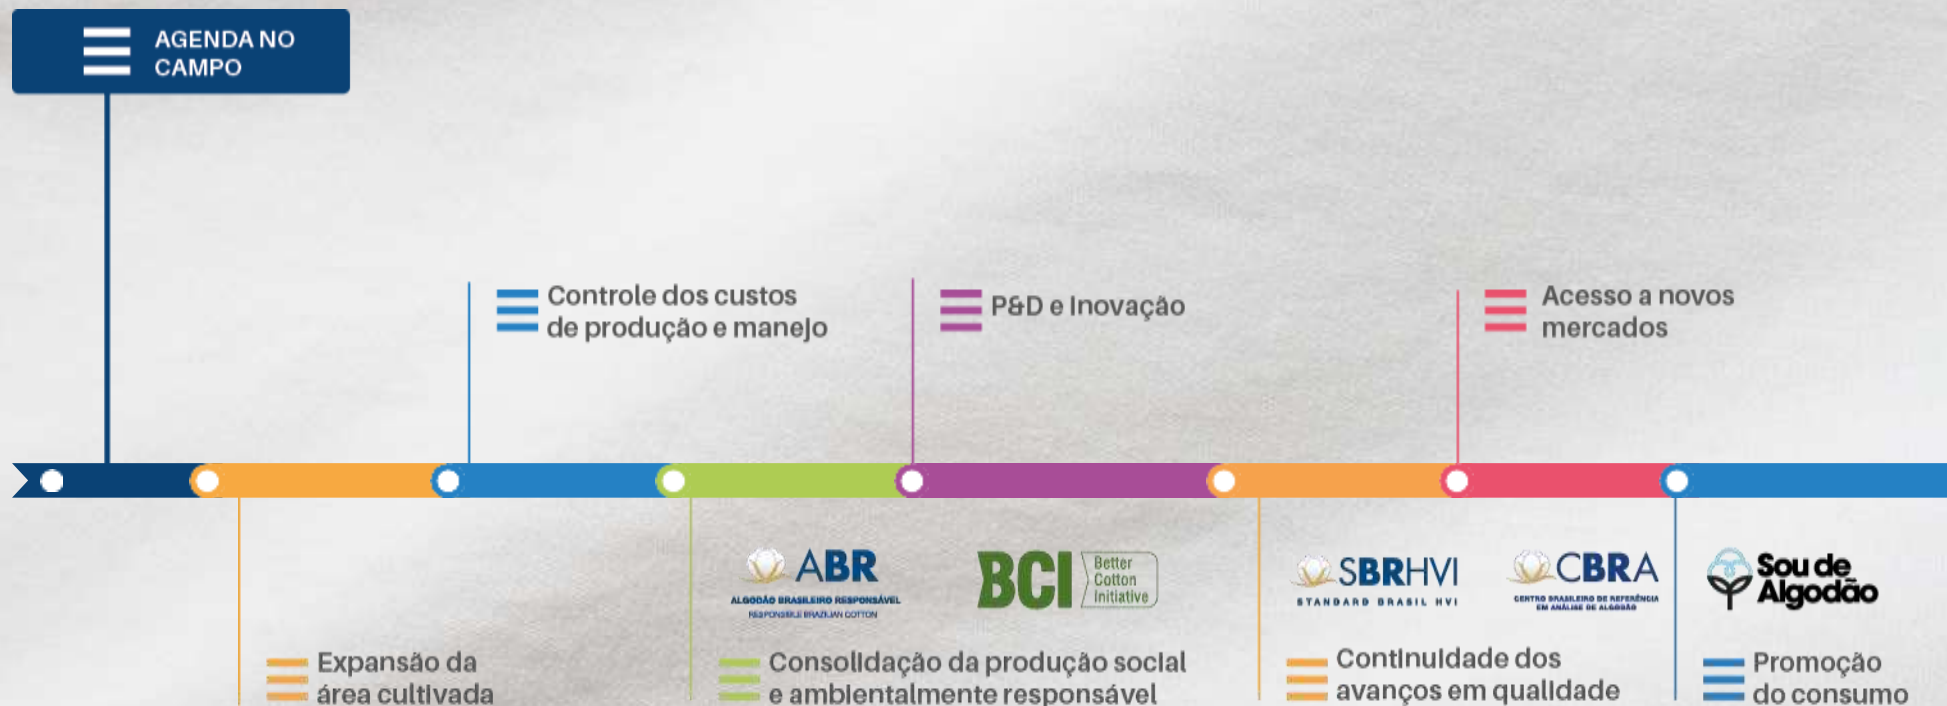 AGENDA NO
CAMPO
Controle dos custos
de produção e manejo
P&D e Inovação
Acesso a novos
mercados
ABR
ALGODÃO BRASILEIRO RESPONSÁVEL
RESPONSIBLE BRAZILIAN COTTON
BCI
Better
Cotton
Initiative
SBRHVI
STANDARD BRASIL HVI
CBRA
CENTRO BRASILEIRO DE REFERÊNCIA
EM ANÁLISE DE ALGODÃO
Sou de
Algodão
Expansão da
área cultivada
Consolidação da produção social
e ambientalmente responsável
Continuidade dos
avanços em qualidade
Promoção
do consumo